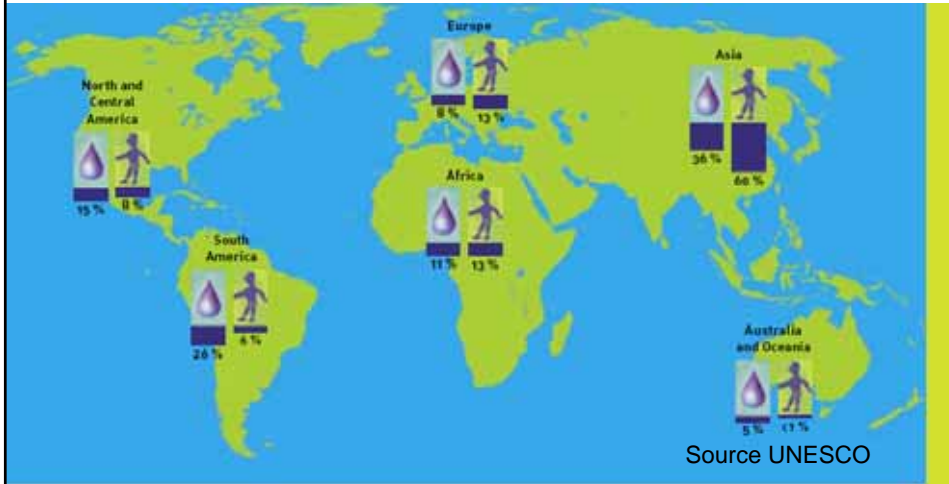 Europe
8 % 13 %
Asia
36 % 60 %
North and
Central
America
15 % 8 %
Africa
11 % 13 %
South
America
26 % 6 %
Australia
and Oceania
5 % <1 %
Source UNESCO